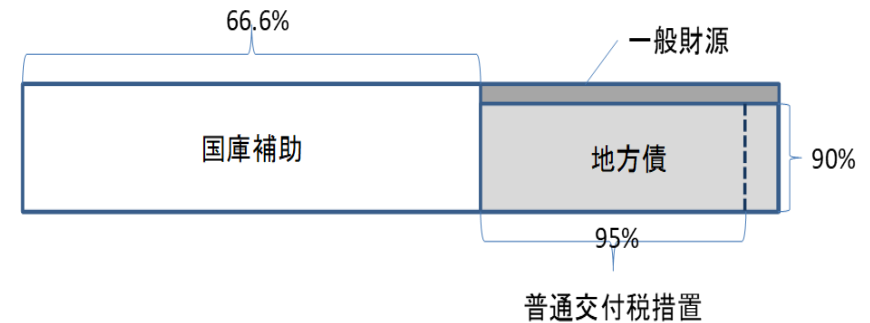 66.6%
一般財源
国庫補助
地方債
90%
95%
普通交付税措置